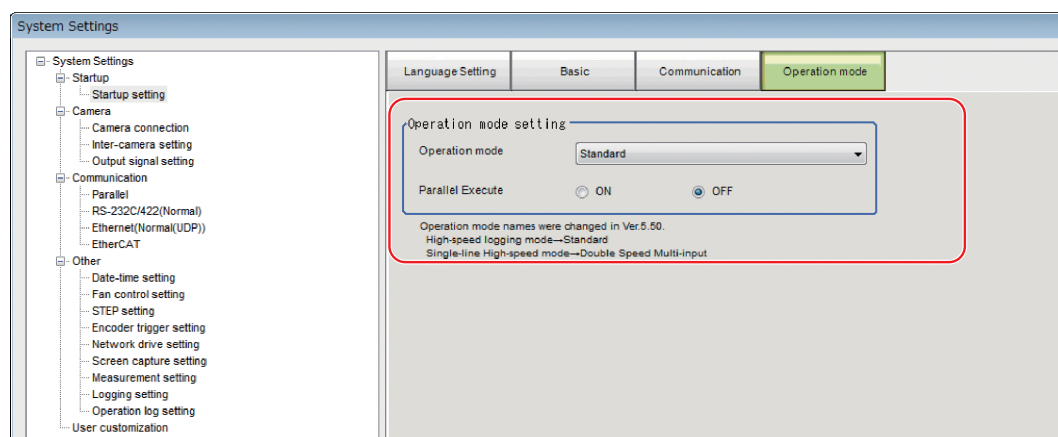 System Settings
System Settings
Startup
Startup setting
Camera
Camera connection
Inter-camera setting
Output signal setting
Communication
Parallel
RS-232C/422(Normal)
Ethernet(Normal(UDP))
EtherCAT
Other
Date-time setting
Fan control setting
STEP setting
Encoder trigger setting
Network drive setting
Screen capture setting
Measurement setting
Logging setting
Operation log setting
User customization
Language Setting Basic Communication Operation mode
Operation mode setting
Operation mode Standard
Parallel Execute ON OFF
Operation mode names were changed in Ver.5.50.
High-speed logging mode→Standard
Single-line High-speed mode→Double Speed Multi-input